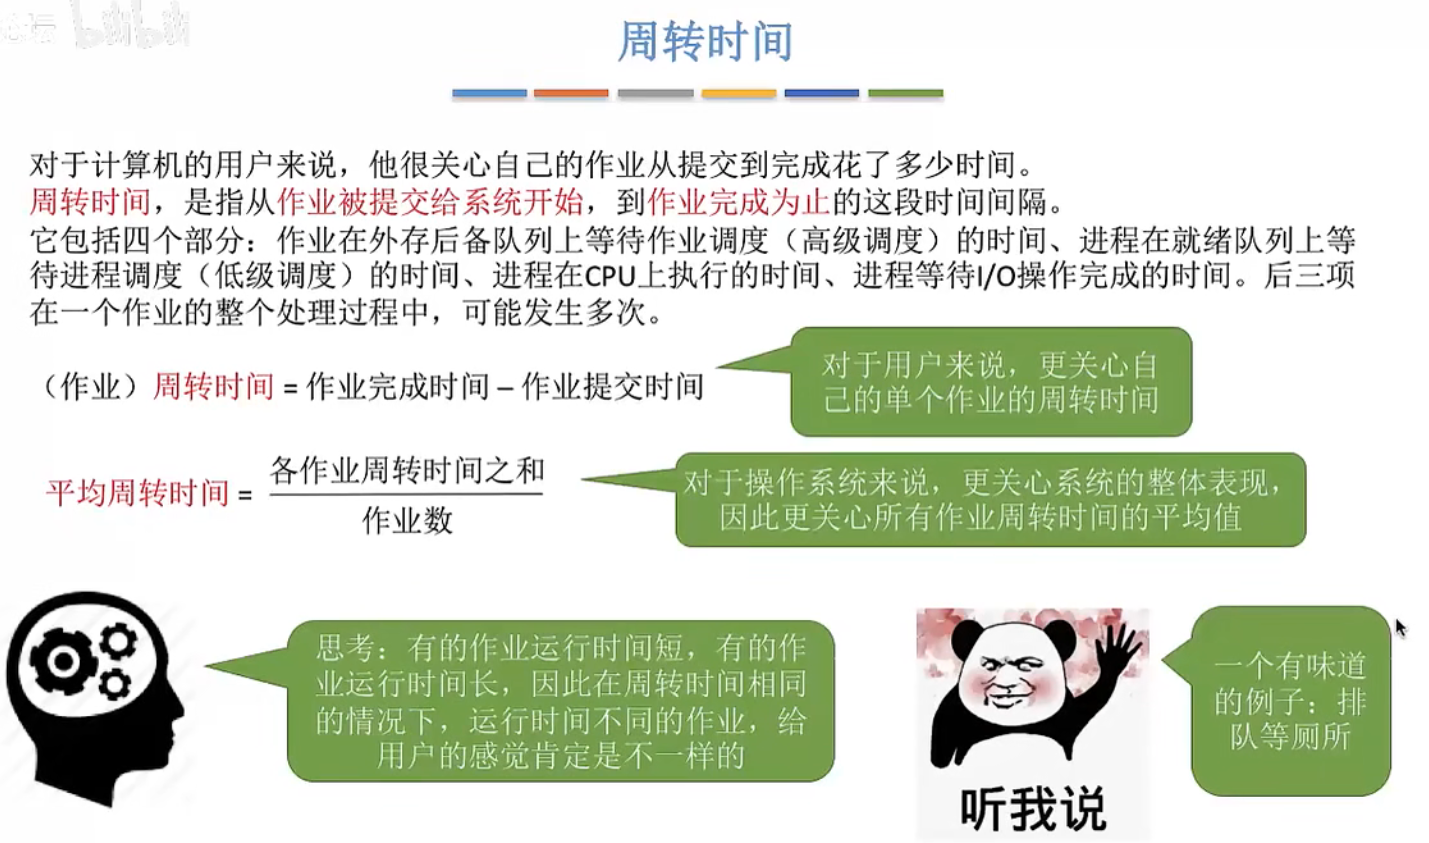 周转时间
对于计算机的用户来说，他很关心自己的作业从提交到完成花了多少时间。
周转时间，是指从作业被提交给系统开始，到作业完成为止的这段时间间隔。
它包括四个部分：作业在外存后备队列上等待作业调度（高级调度）的时间、进程在就绪队列上等
待进程调度（低级调度）的时间、进程在CPU上执行的时间、进程等待I/O操作完成的时间。后三项
在一个作业的整个处理过程中，可能发生多次。
（作业）周转时间 = 作业完成时间 – 作业提交时间
对于用户来说，更关心自
己的单个作业的周转时间
平均周转时间 =
各作业周转时间之和
作业数
对于操作系统来说，更关心系统的整体表现，
因此更关心所有作业周转时间的平均值
思考：有的作业运行时间短，有的作
业运行时间长，因此在周转时间相同
的情况下，运行时间不同的作业，给
用户的感觉肯定是不一样的
听我说
一个有味道
的例子：排
队等厕所